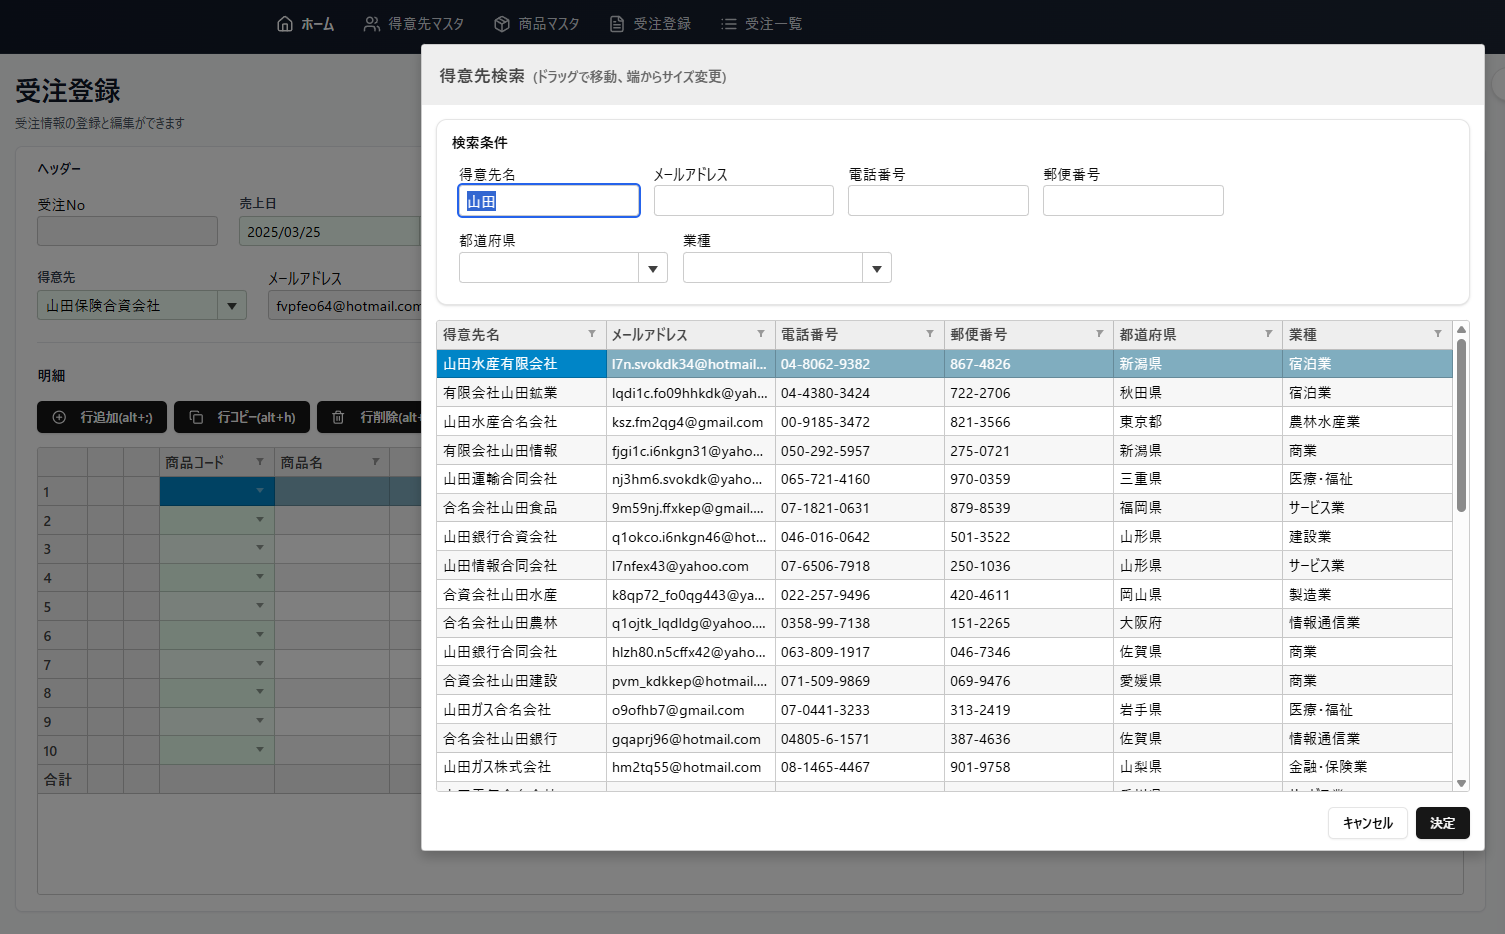 ホーム 得意先マスタ 商品マスタ 受注登録 受注一覧
受注登録
受注情報の登録と編集ができます
ヘッダー
受注No 売上日
2025/03/25
得意先 メールアドレス
山田保険合資会社 fvpfeo64@hotmail.com
明細
行追加(alt+;) 行コピー(alt+h) 行削除(alt+
商品コード 商品名
1
2
3
4
5
6
7
8
9
10
合計
得意先検索 (ドラッグで移動、端からサイズ変更)
検索条件
得意先名 メールアドレス 電話番号 郵便番号
山田
都道府県 業種
得意先名 メールアドレス 電話番号 郵便番号 都道府県 業種
山田水産有限会社 l7n.svokdk34@hotmail... 04-8062-9382 867-4826 新潟県 宿泊業
有限会社山田鉱業 lqdi1c.fo09hhkdk@yah... 04-4380-3424 722-2706 秋田県 宿泊業
山田水産合名会社 ksz.fm2qg4@gmail.com 00-9185-3472 821-3566 東京都 農林水産業
有限会社山田情報 fjgi1c.i6nkgn31@yaho... 050-292-5957 275-0721 新潟県 商業
山田運輸合同会社 nj3hm6.svokdk@yaho... 065-721-4160 970-0359 三重県 医療・福祉
合名会社山田食品 9m59nj.ffxkep@gmail.... 07-1821-0631 879-8539 福岡県 サービス業
山田銀行合資会社 q1okco.i6nkgn46@hot... 046-016-0642 501-3522 山形県 建設業
山田情報合同会社 l7nfex43@yahoo.com 07-6506-7918 250-1036 山形県 サービス業
合資会社山田水産 k8qp72_fo0qg443@ya... 022-257-9496 420-4611 岡山県 製造業
合名会社山田農林 q1ojtk_lqdldg@yahoo.... 0358-99-7138 151-2265 大阪府 情報通信業
山田銀行合同会社 hlzh80.n5cffx42@yaho... 063-809-1917 046-7346 佐賀県 商業
合資会社山田建設 pvm_kdkkep@hotmail.... 071-509-9869 069-9476 愛媛県 商業
山田ガス合名会社 o9ofhb7@gmail.com 07-0441-3233 313-2419 岩手県 医療・福祉
合名会社山田銀行 gqaprj96@hotmail.com 04805-6-1571 387-4636 佐賀県 情報通信業
山田ガス株式会社 hm2tq55@hotmail.com 08-1465-4467 901-9758 山梨県 金融・保険業
キャンセル 決定